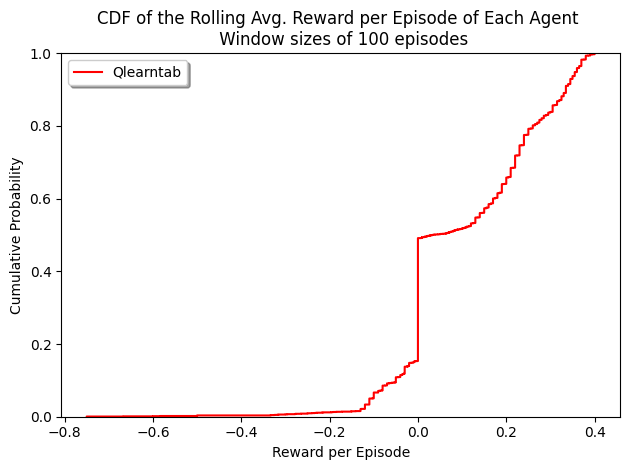 CDF of the Rolling Avg. Reward per Episode of Each Agent
Window sizes of 100 episodes
Qlearntab
Cumulative Probability
1.0
0.8
0.6
0.4
0.2
0.0
−0.8 −0.6 −0.4 −0.2 0.0 0.2 0.4
Reward per Episode